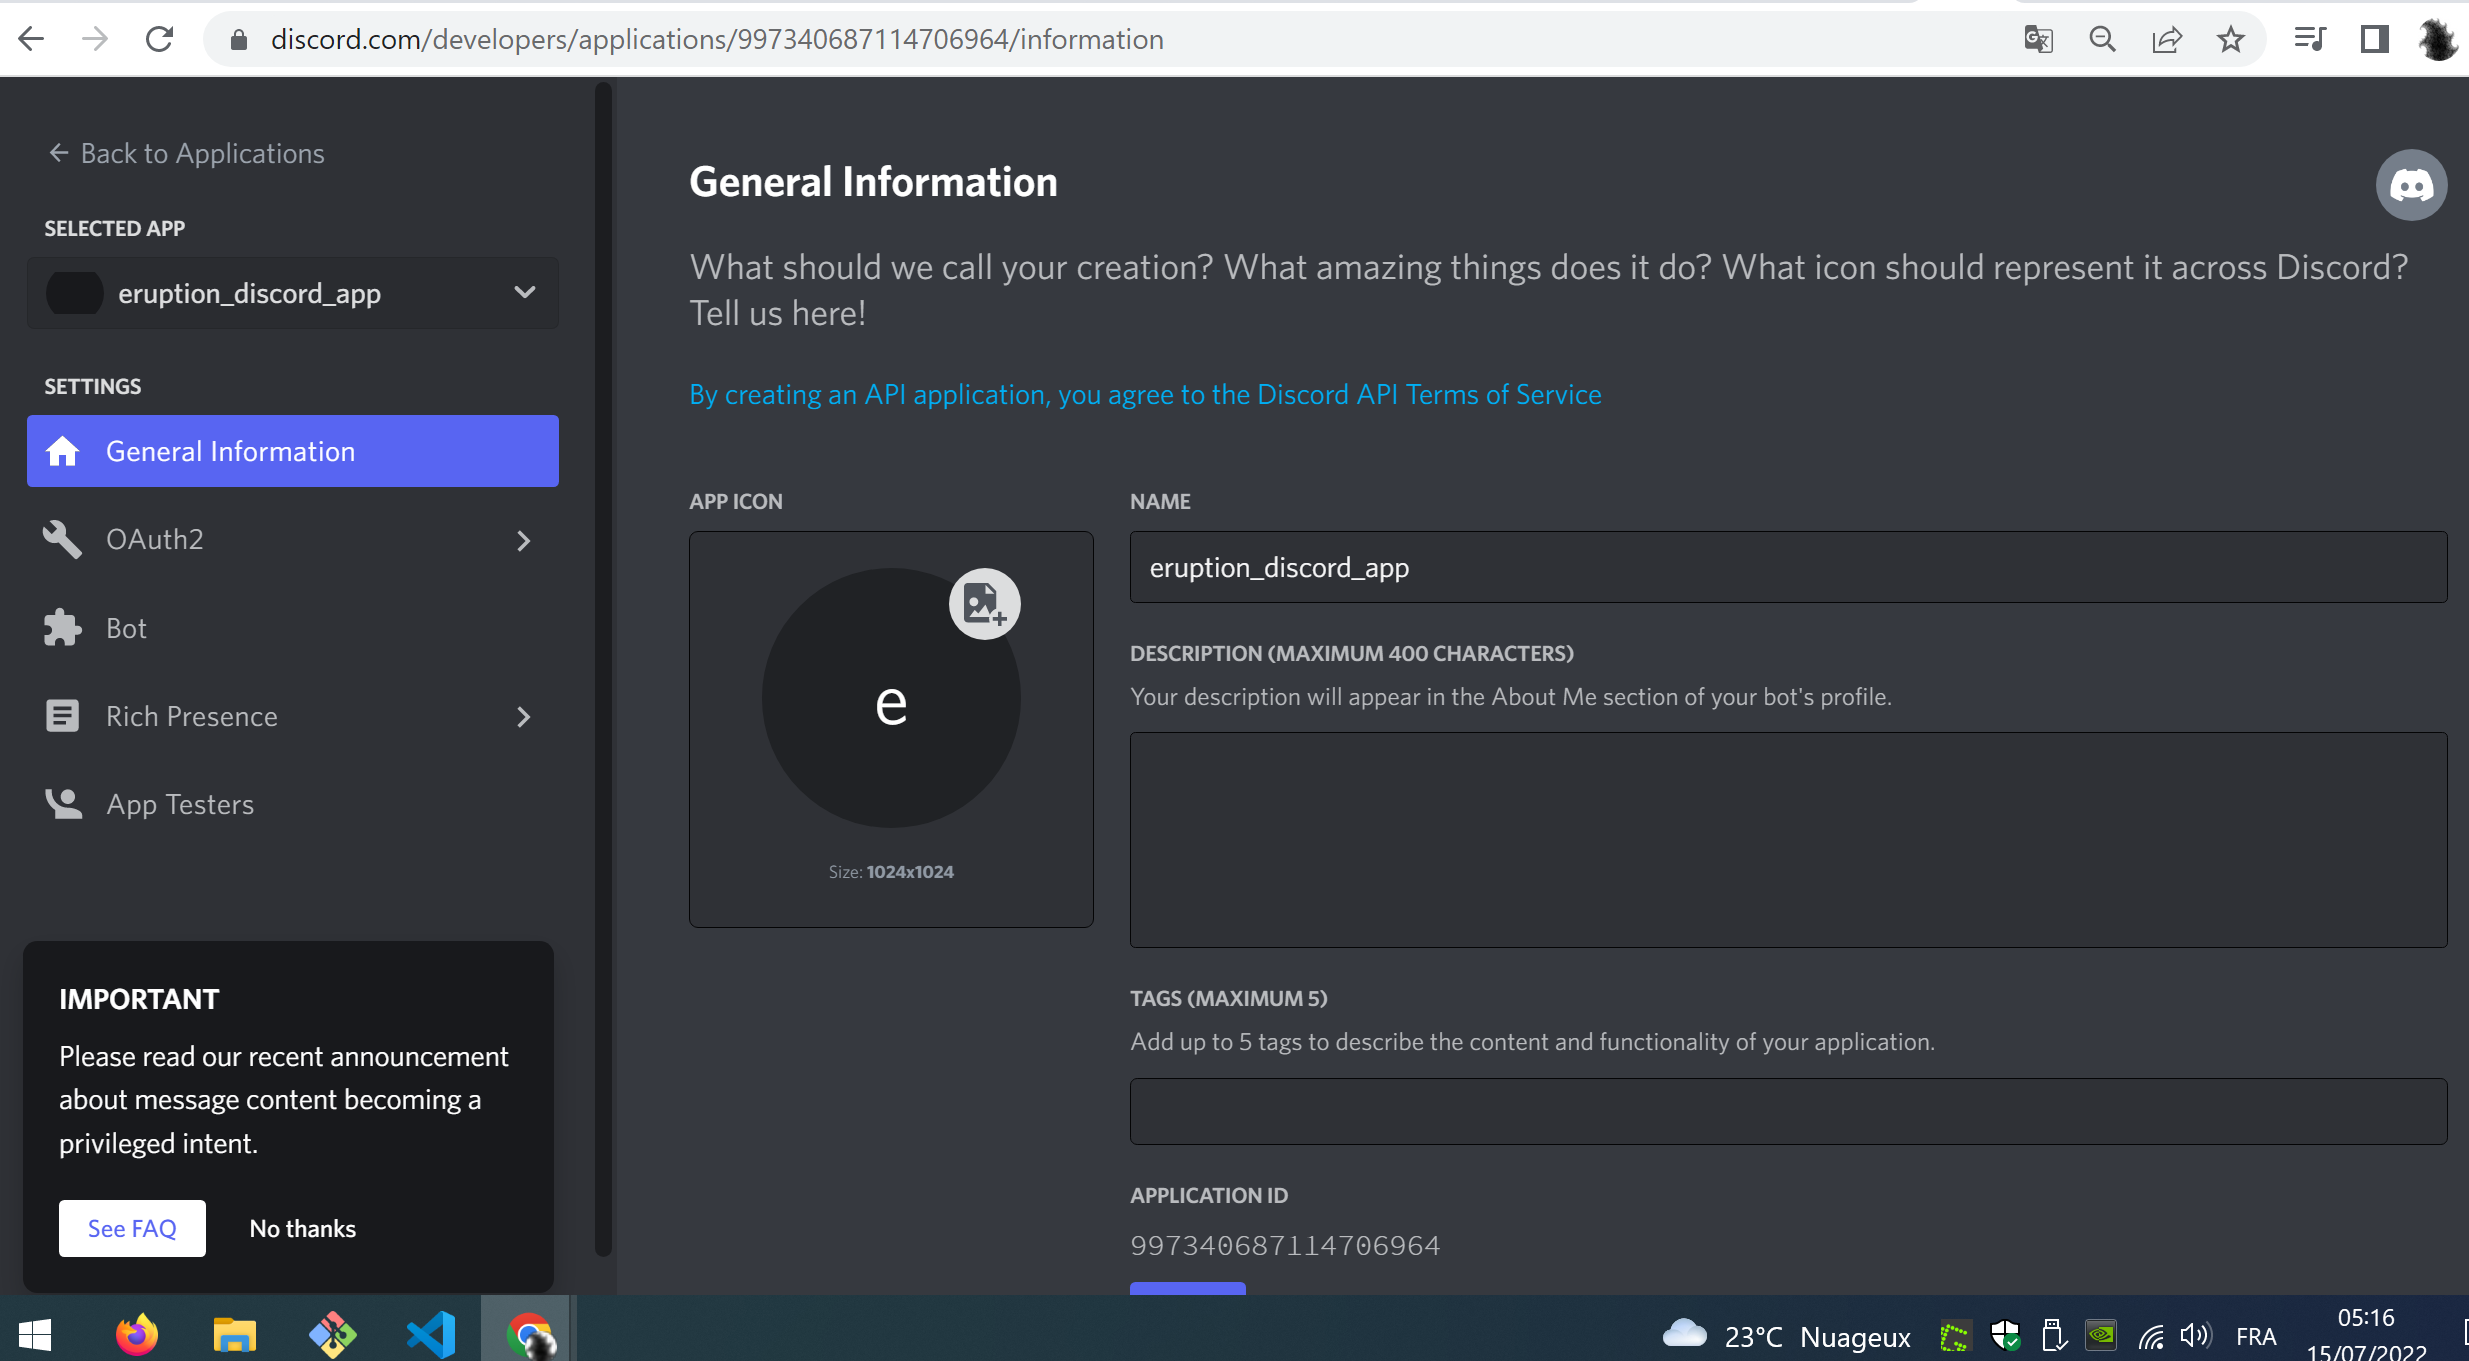 discord.com/developers/applications/997340687114706964/information
← Back to Applications
SELECTED APP
eruption_discord_app
SETTINGS
General Information
OAuth2
Bot
Rich Presence
App Testers
IMPORTANT
Please read our recent announcement
about message content becoming a
privileged intent.
See FAQ
No thanks
General Information
What should we call your creation? What amazing things does it do? What icon should represent it across Discord?
Tell us here!
By creating an API application, you agree to the Discord API Terms of Service
APP ICON
e
Size: 1024x1024
NAME
eruption_discord_app
DESCRIPTION (MAXIMUM 400 CHARACTERS)
Your description will appear in the About Me section of your bot's profile.
TAGS (MAXIMUM 5)
Add up to 5 tags to describe the content and functionality of your application.
APPLICATION ID
997340687114706964
23°C Nuageux
FRA
05:16
15/07/2022